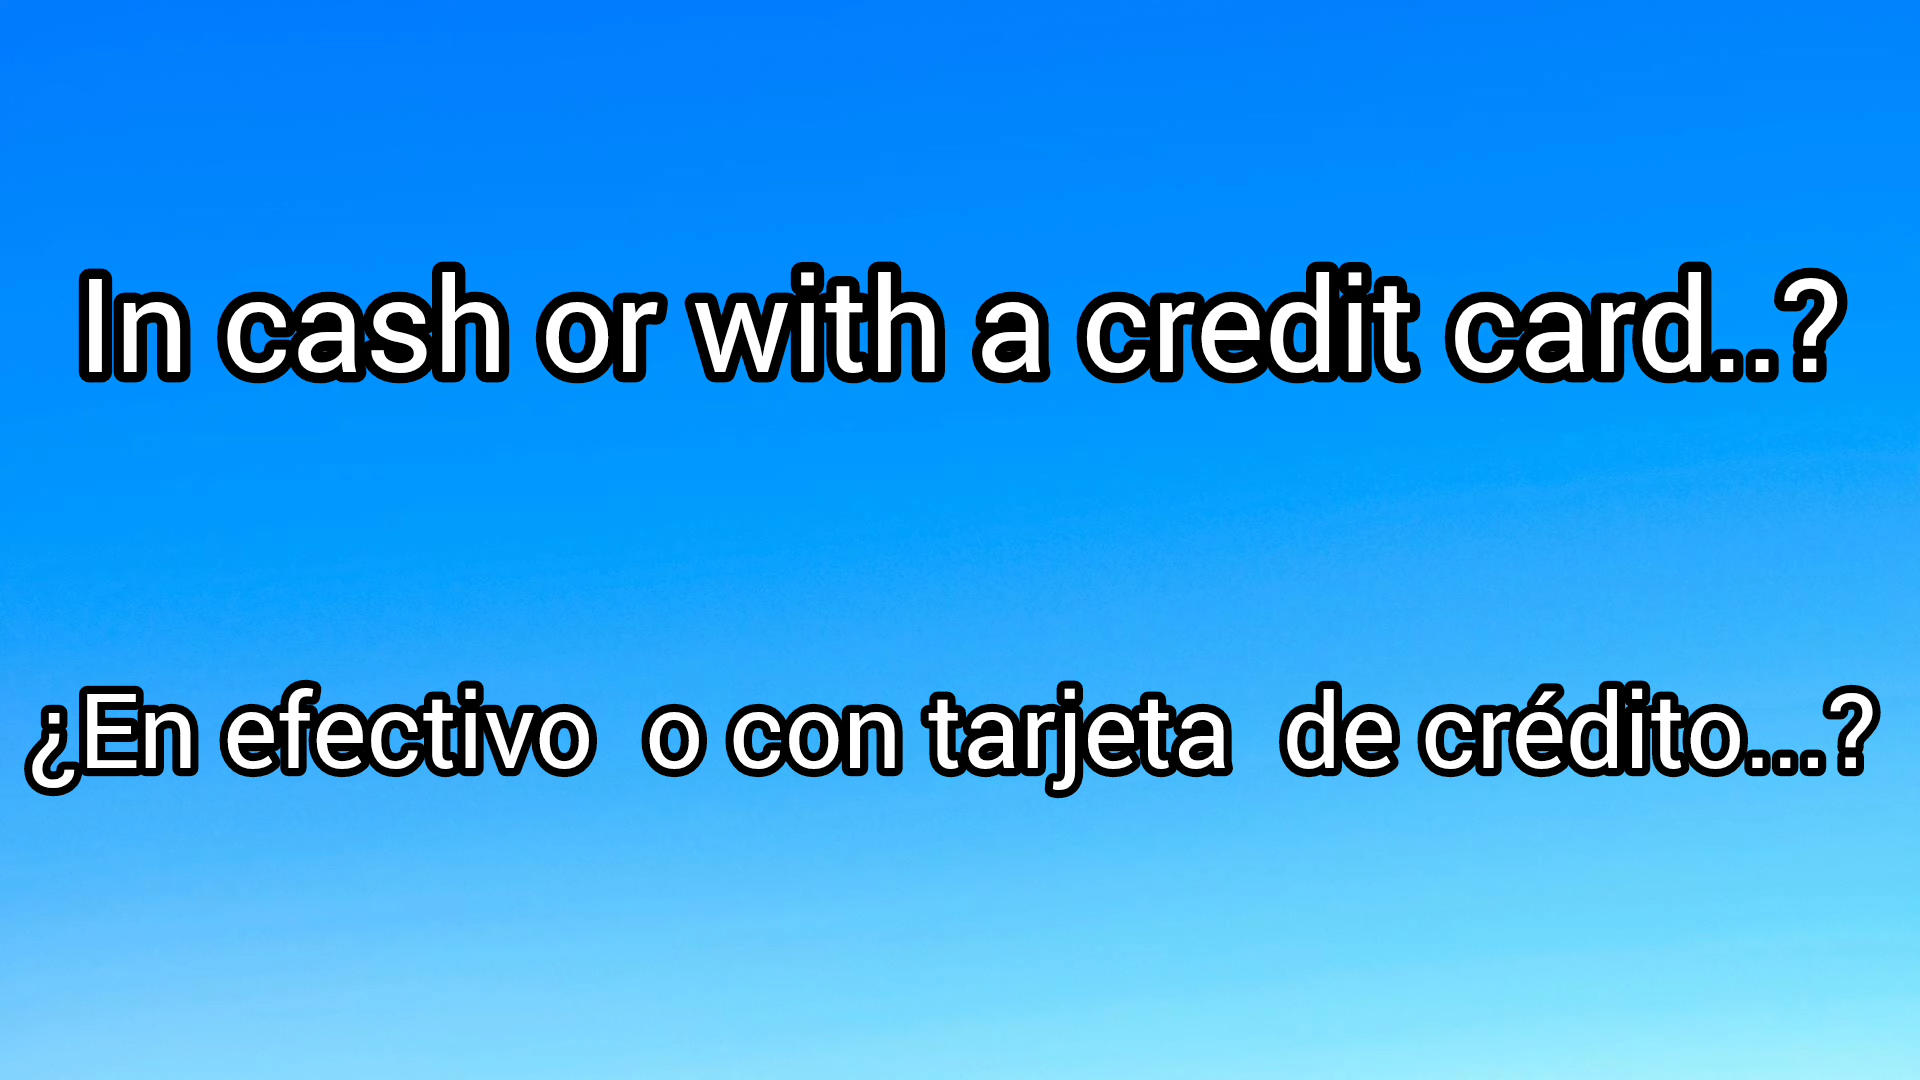 In cash or with a credit card..?
¿En efectivo  o con tarjeta  de crédito...?